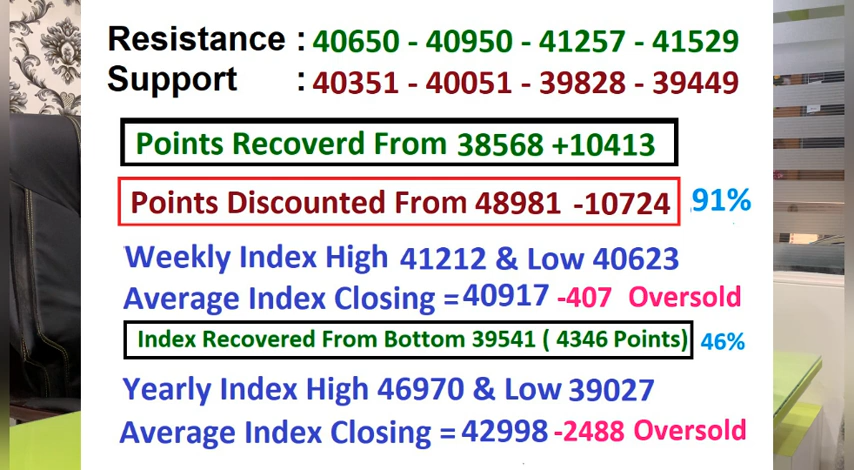 Resistance : 40650 - 40950 - 41257 - 41529
Support : 40351 - 40051 - 39828 - 39449
Points Recoverd From 38568 +10413
Points Discounted From 48981 -10724 91%
Weekly Index High 41212 & Low 40623
Average Index Closing = 40917 -407 Oversold
Index Recovered From Bottom 39541 ( 4346 Points) 46%
Yearly Index High 46970 & Low 39027
Average Index Closing = 42998 -2488 Oversold